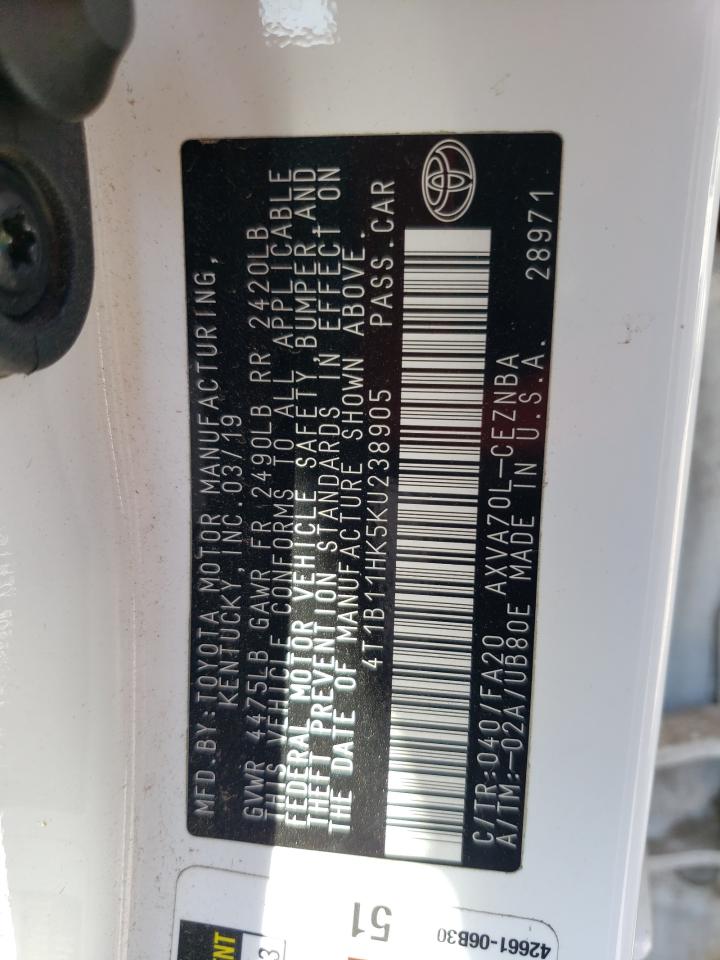 MFD.BY:TOYOTA MOTOR MANUFACTURING,
KENTUCKY,INC.03/19
GVWR 4475LB GAWR FR 2490LB RR 2420LB
THIS VEHICLE CONFORMS TO ALL APPLICABLE
FEDERAL MOTOR VEHICLE SAFETY,BUMPER,AND
THEFT PREVENTION STANDARDS IN EFFECT ON
THE DATE OF MANUFACTURE SHOWN ABOVE.
4T1B11HK5KU238905 PASS.CAR
C/TR:040/FA20 AXVA70L-CEZNBA
A/TM:-02A/UB80E MADE IN U.S.A. 28971
51
42661-06B30
3